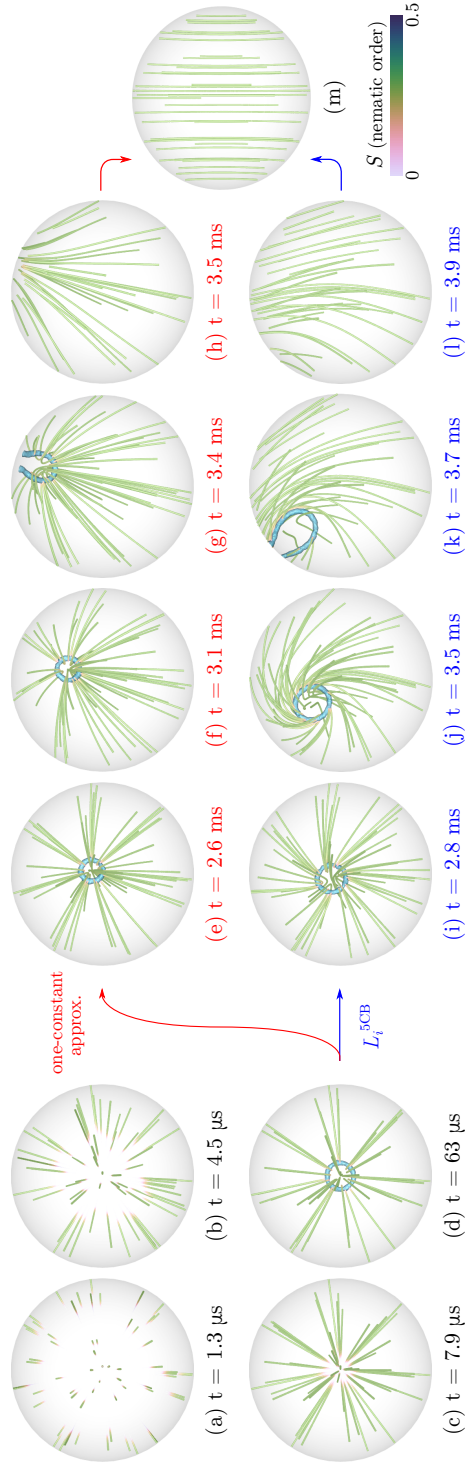 (a) t = 1.3 µs
(b) t = 4.5 µs
(c) t = 7.9 µs
(d) t = 63 µs
one-constant
approx.
L_i^5CB
(e) t = 2.6 ms
(f) t = 3.1 ms
(g) t = 3.4 ms
(h) t = 3.5 ms
(i) t = 2.8 ms
(j) t = 3.5 ms
(k) t = 3.7 ms
(l) t = 3.9 ms
(m)
S (nematic order)
0
0.5